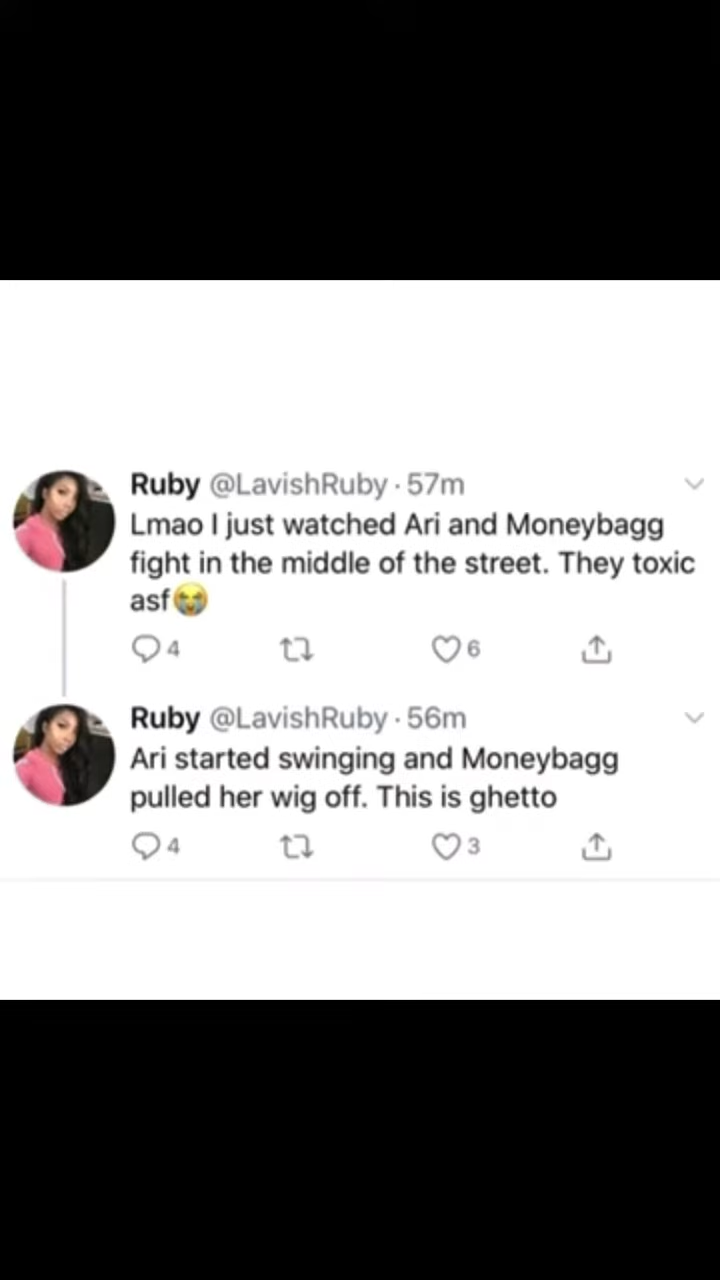 Ruby @LavishRuby · 57m
Lmao I just watched Ari and Moneybagg
fight in the middle of the street. They toxic
asf😭
4 6
Ruby @LavishRuby · 56m
Ari started swinging and Moneybagg
pulled her wig off. This is ghetto
4 3